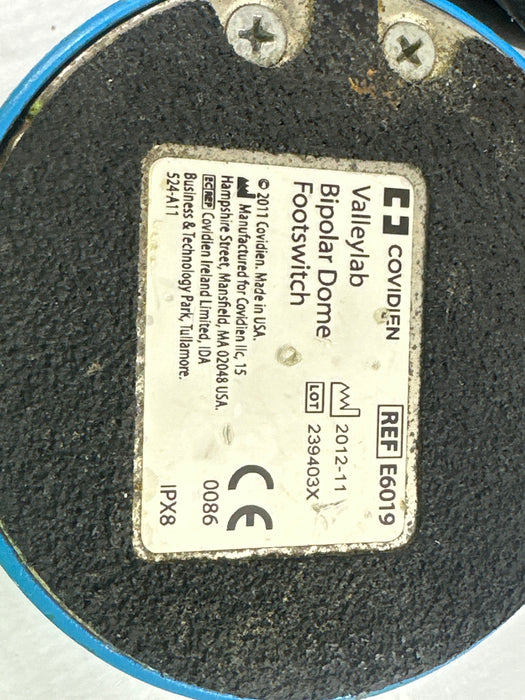 COVIDIEN
REF E6019
Valleylab
Bipolar Dome
Footswitch
2012-11
LOT 239403X
© 2011 Covidien. Made in USA.
Manufactured for Covidien llc, 15
Hampshire Street, Mansfield, MA 02048 USA.
EC REP Covidien Ireland Limited, IDA
Business & Technology Park, Tullamore.
524-A11
CE
0086
IPX8